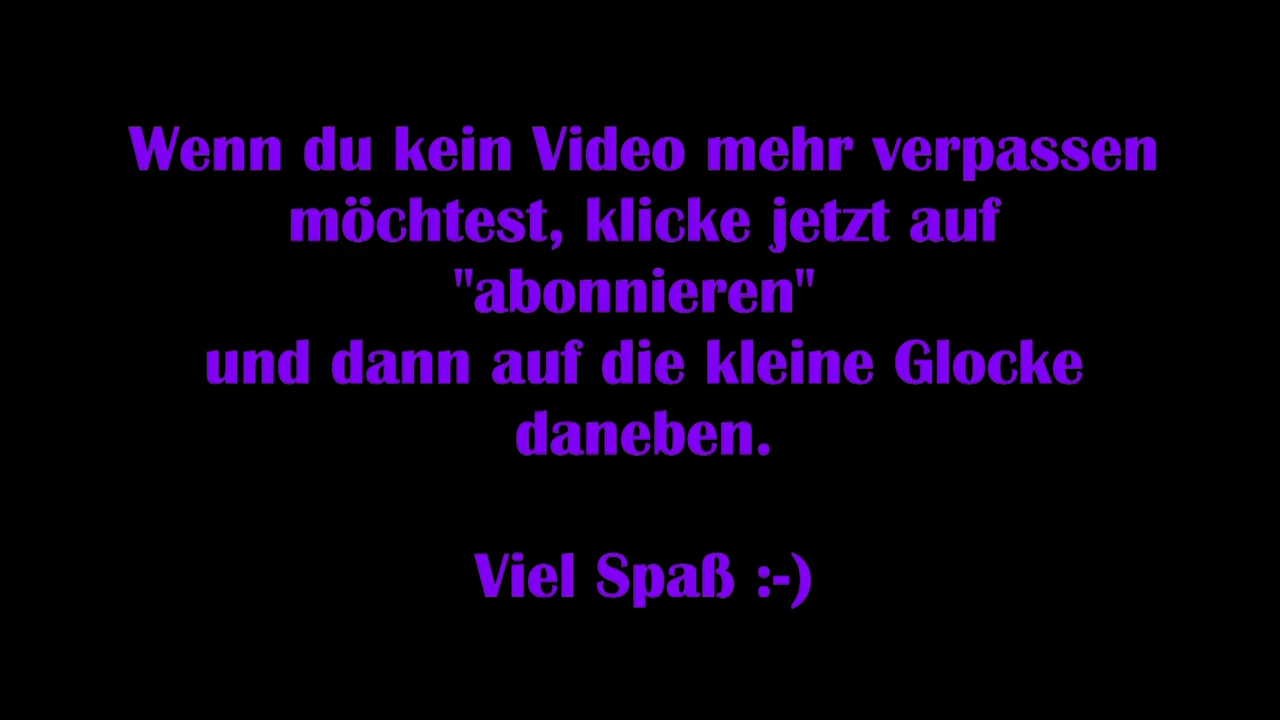 Wenn du kein Video mehr verpassen
möchtest, klicke jetzt auf
"abonnieren"
und dann auf die kleine Glocke
daneben.
Viel Spaß :-)